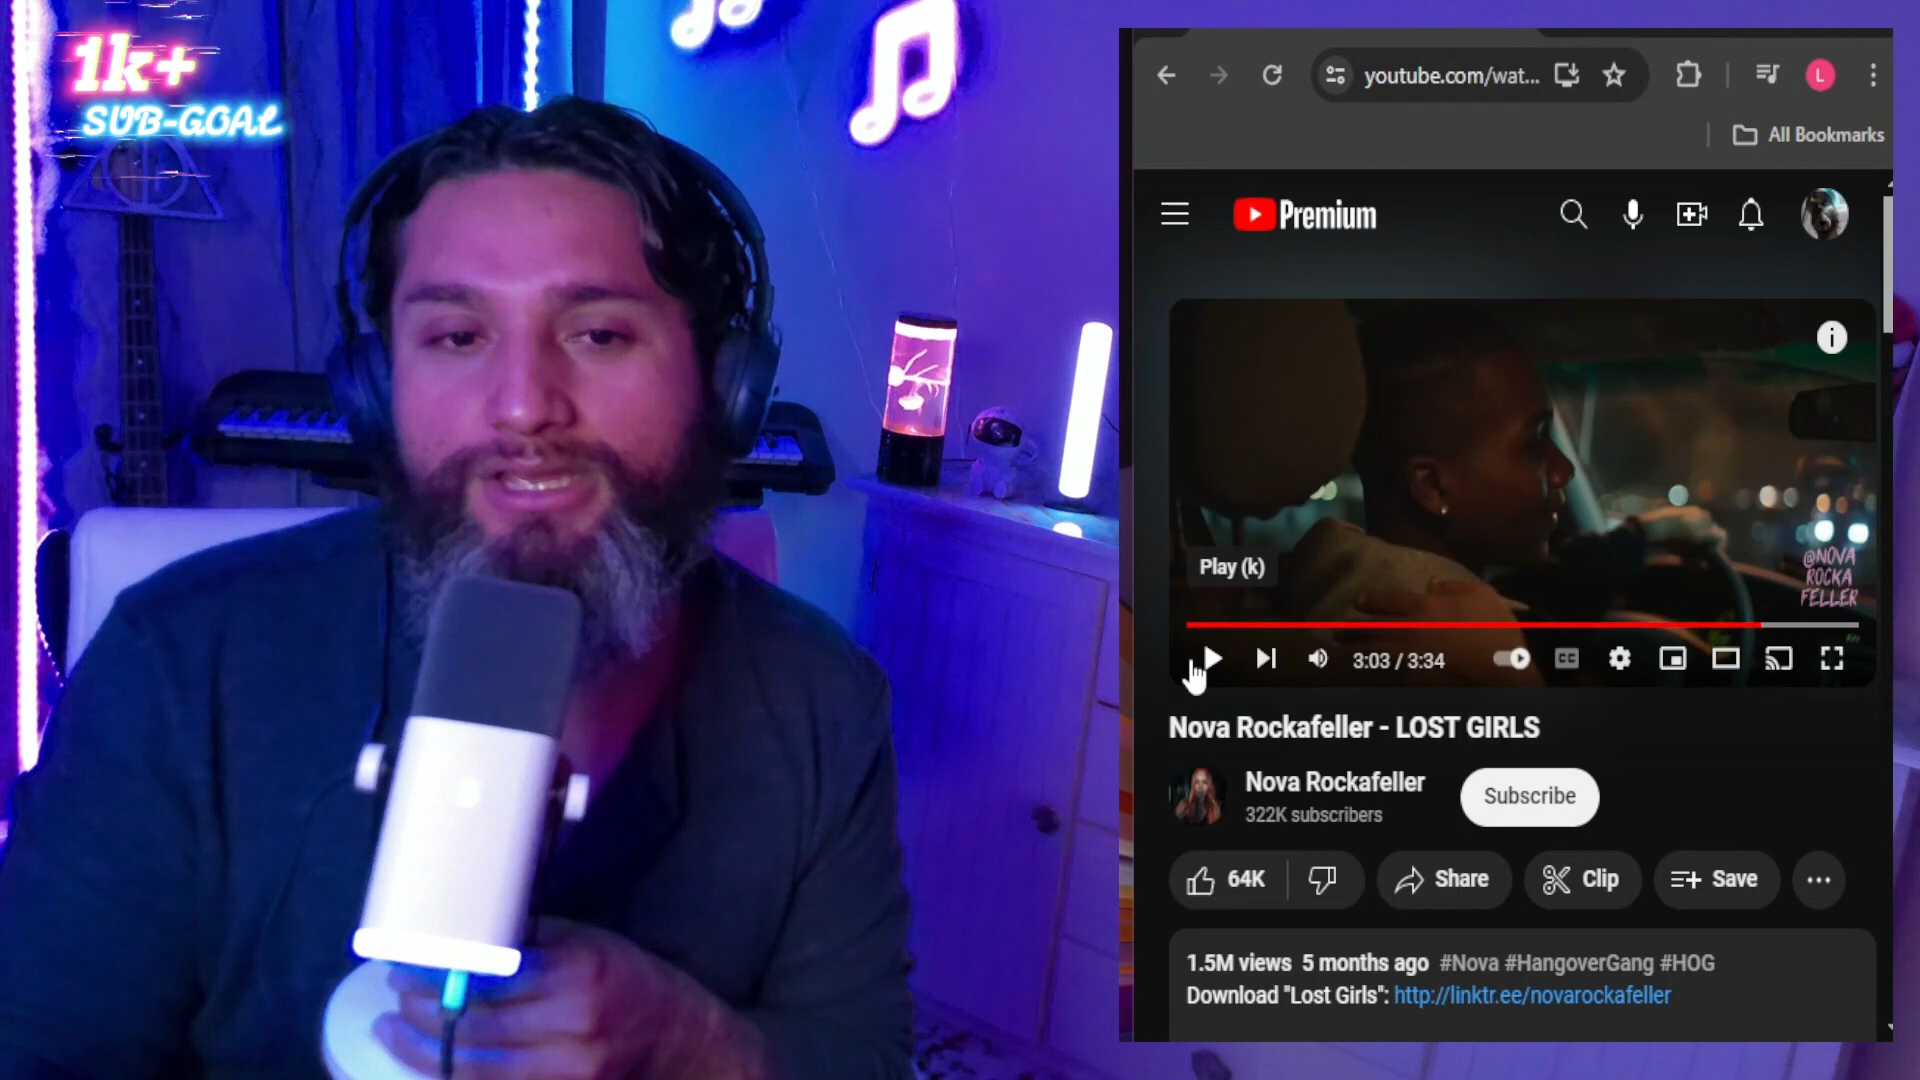 1k+
SUB-GOAL
youtube.com/wat...
L
All Bookmarks
Premium
@NOVA
ROCKA
FELLER
Play (k)
3:03 / 3:34
CC
Nova Rockafeller - LOST GIRLS
Nova Rockafeller
322K subscribers
Subscribe
64K
Share
Clip
Save
1.5M views 5 months ago #Nova #HangoverGang #HOG
Download "Lost Girls": http://linktr.ee/novarockafeller